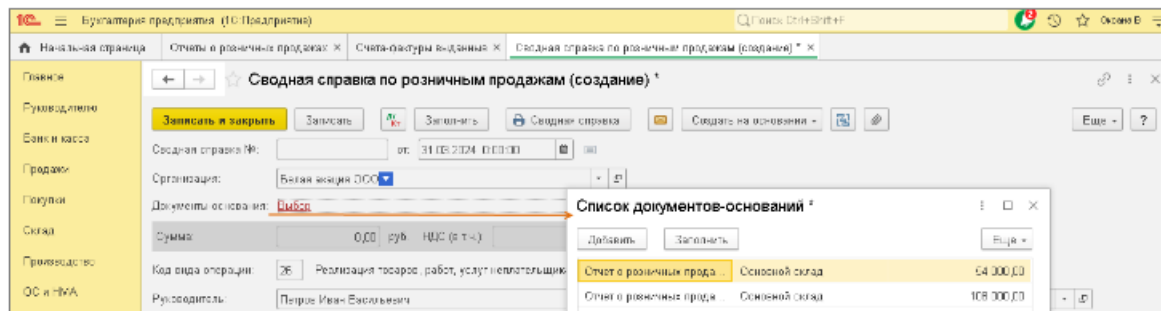 1С Бухгалтерия предприятия (1С:Предприятие) Поиск Ctrl+Shift+F 2 Оксана В
Начальная страница Отчеты о розничных продажах × Счета-фактуры выданные × Сводная справка по розничным продажам (создание) * ×
Главное
Руководителю
Банк и касса
Продажи
Покупки
Склад
Производство
ОС и НМА
← → Сводная справка по розничным продажам (создание) *
Записать и закрыть Записать Дт Кт Заполнить Сводная справка Создать на основании Еще ?
Сводная справка №: от: 31.03.2024 0:00:00
Организация: Белая акация ООО
Документы основания: Выбор
Сумма: 0,00 руб. НДС (в т.ч.):
Код вида операции: 26 Реализация товаров, работ, услуг неплательщик
Руководитель: Петров Иван Васильевич
Список документов-оснований *
Добавить Заполнить Еще
Отчет о розничных прода... Основной склад 54 000,00
Отчет о розничных прода... Основной склад 108 000,00